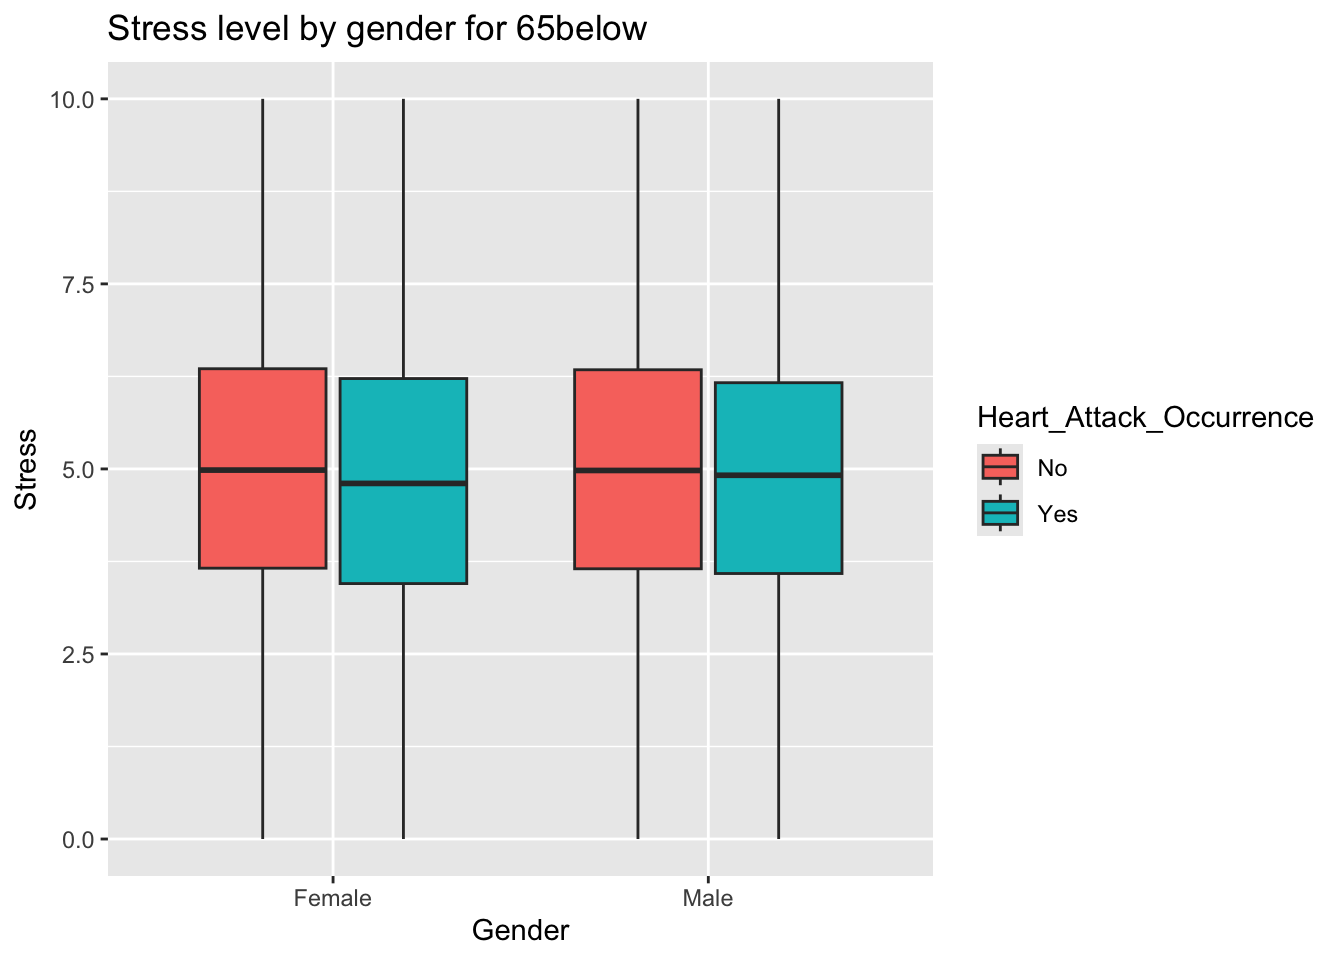 Stress level by gender for 65below
10.0
7.5
5.0
2.5
0.0
Stress
Female
Male
Gender
Heart_Attack_Occurrence
No
Yes